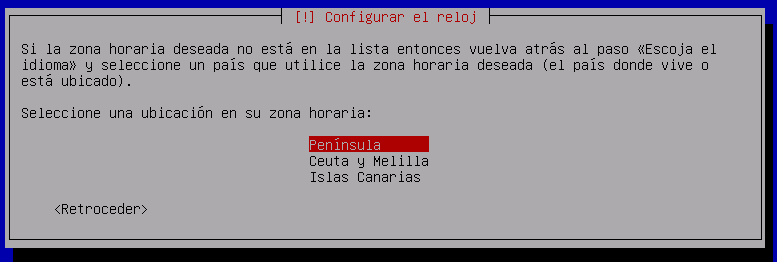 [!] Configurar el reloj
Si la zona horaria deseada no está en la lista entonces vuelva atrás al paso «Escoja el
idioma» y seleccione un país que utilice la zona horaria deseada (el país donde vive o
está ubicado).
Seleccione una ubicación en su zona horaria:
Península
Ceuta y Melilla
Islas Canarias
<Retroceder>